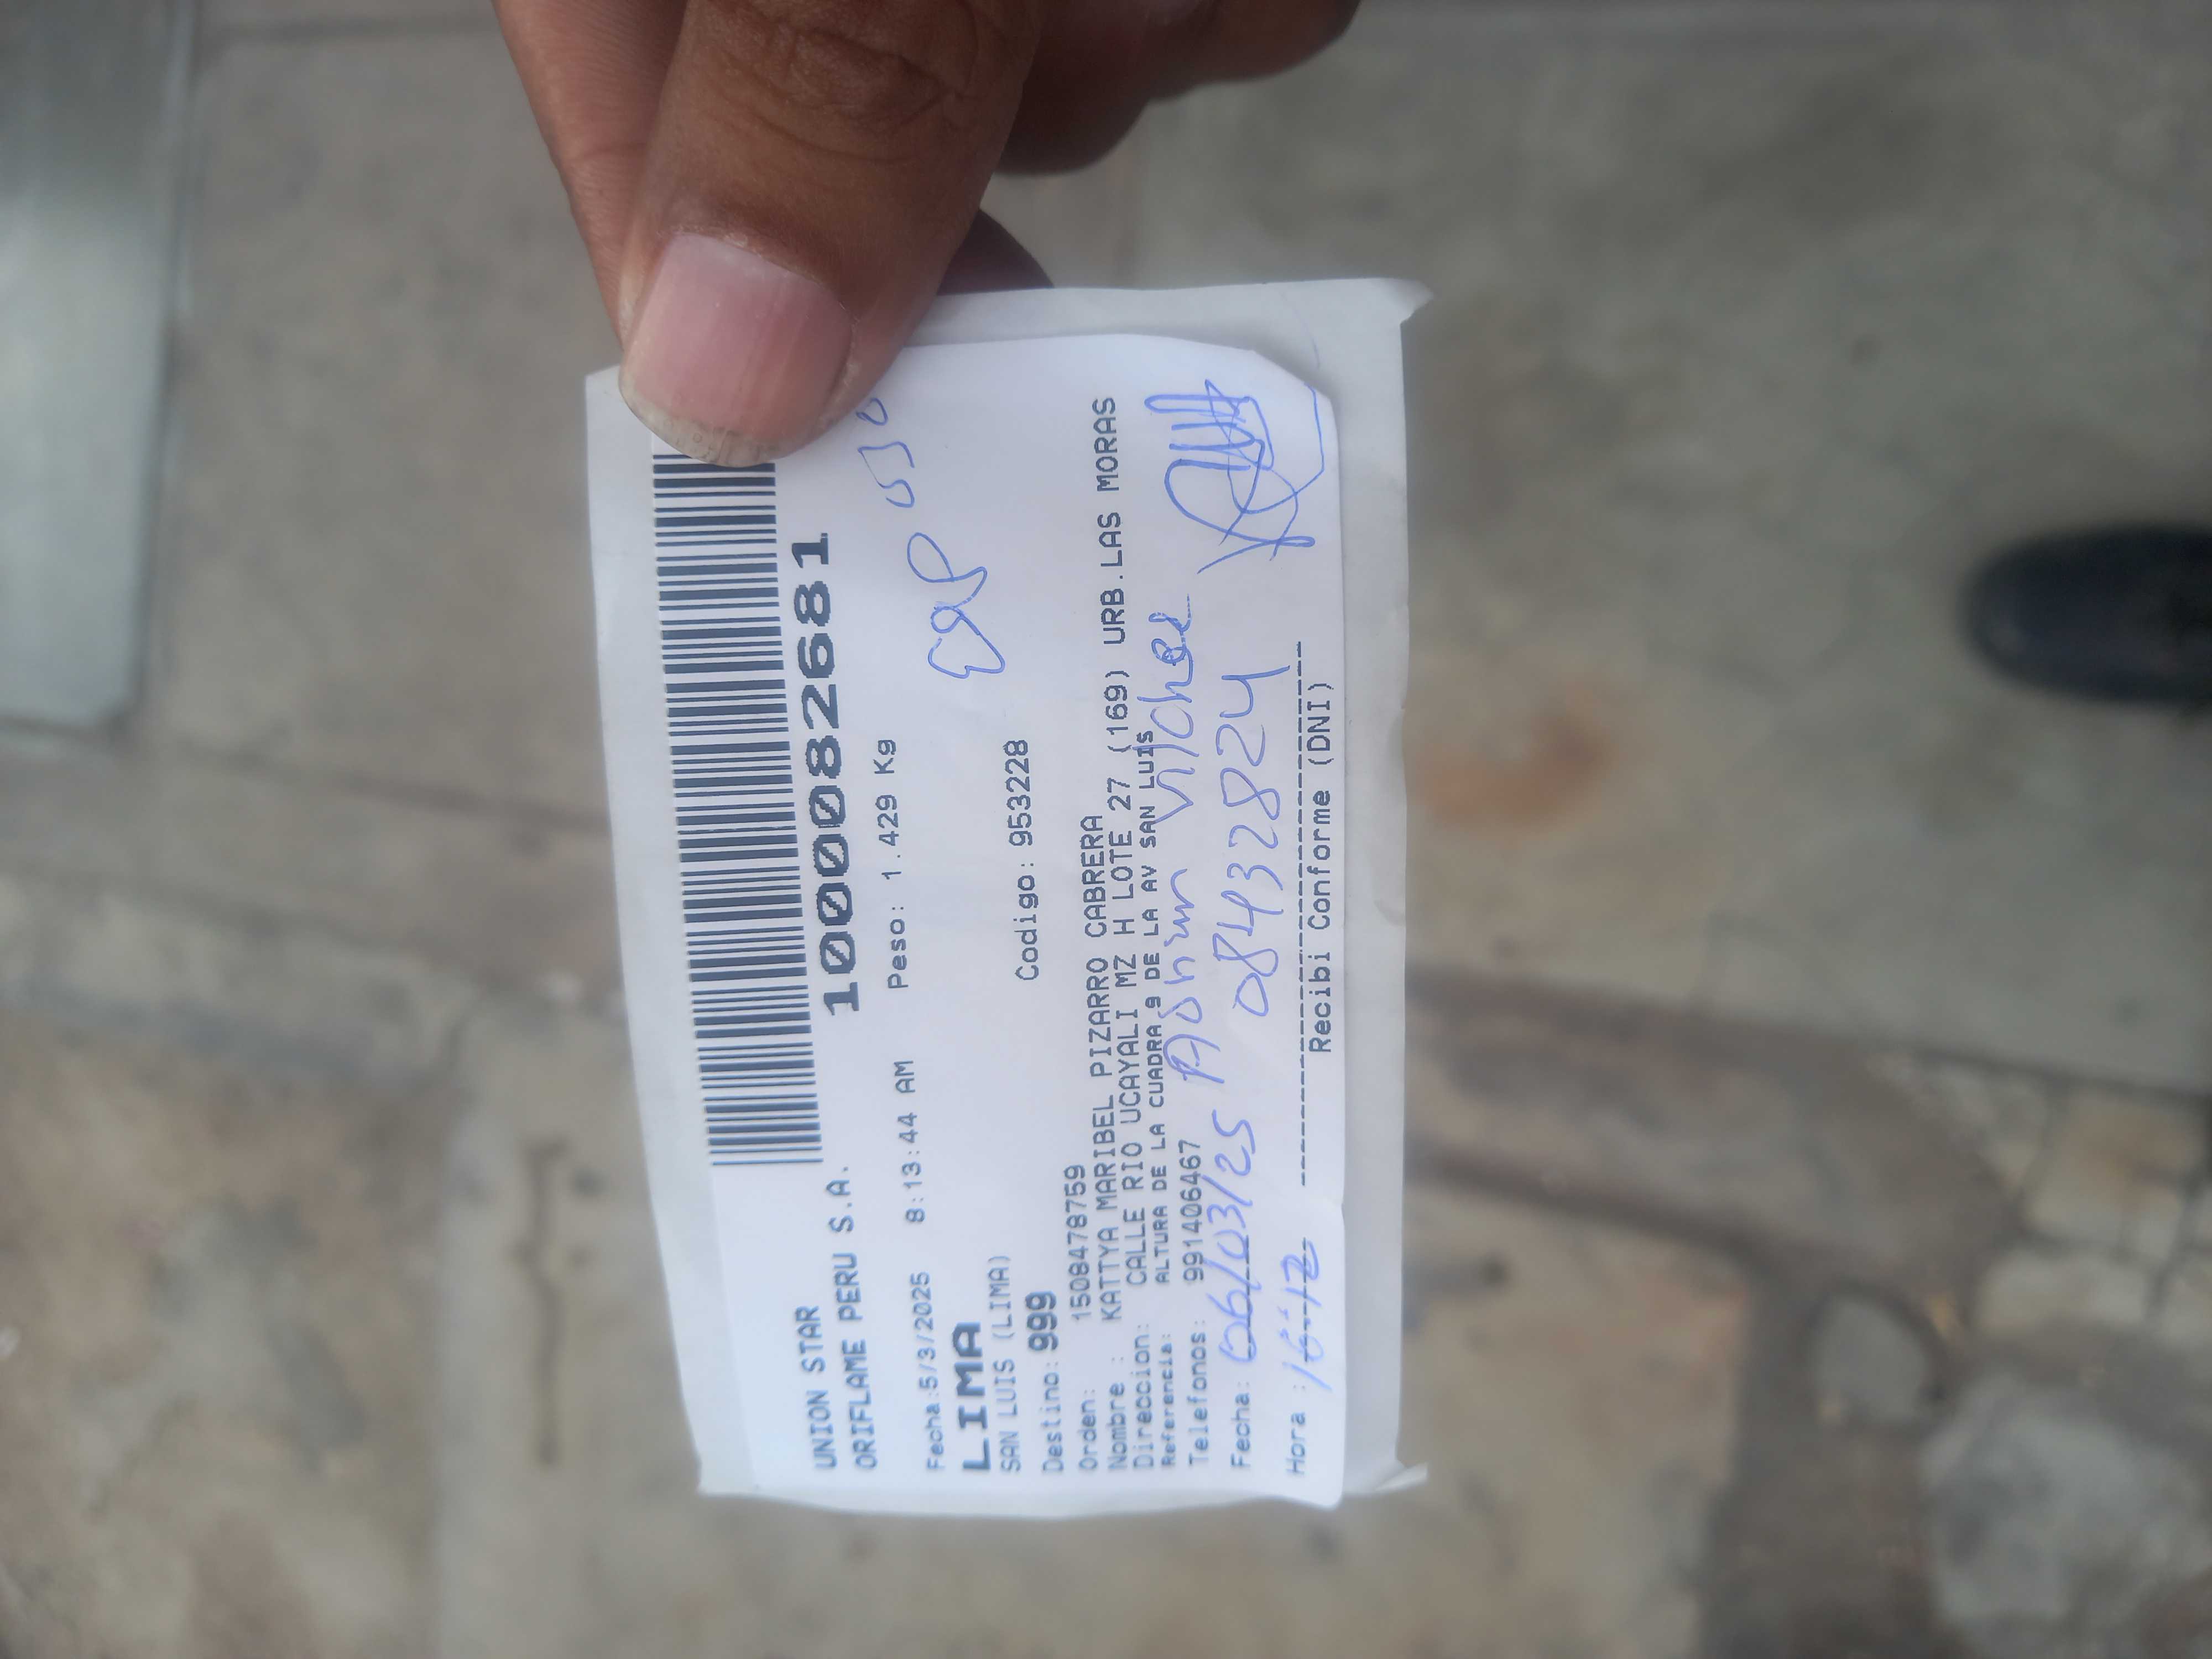 UNION STAR
ORIFLAME PERU S.A. 1000082681
Fecha:5/3/2025 8:13:44 AM Peso: 1.429 Kg
LIMA
SAN LUIS (LIMA)
Destino: 999 Codigo: 953228
Orden: 1508478759
Nombre : KATTYA MARIBEL PIZARRO CABRERA
Direccion: CALLE RIO UCAYALI MZ H LOTE 27 (169) URB.LAS MORAS
Referencia: ALTURA DE LA CUADRA 9 DE LA AV SAN LUIS
Telefonos: 991406467
Vilchez
Fecha: 06/03/25 08432824
Hora : 16:12
Recibi Conforme (DNI)